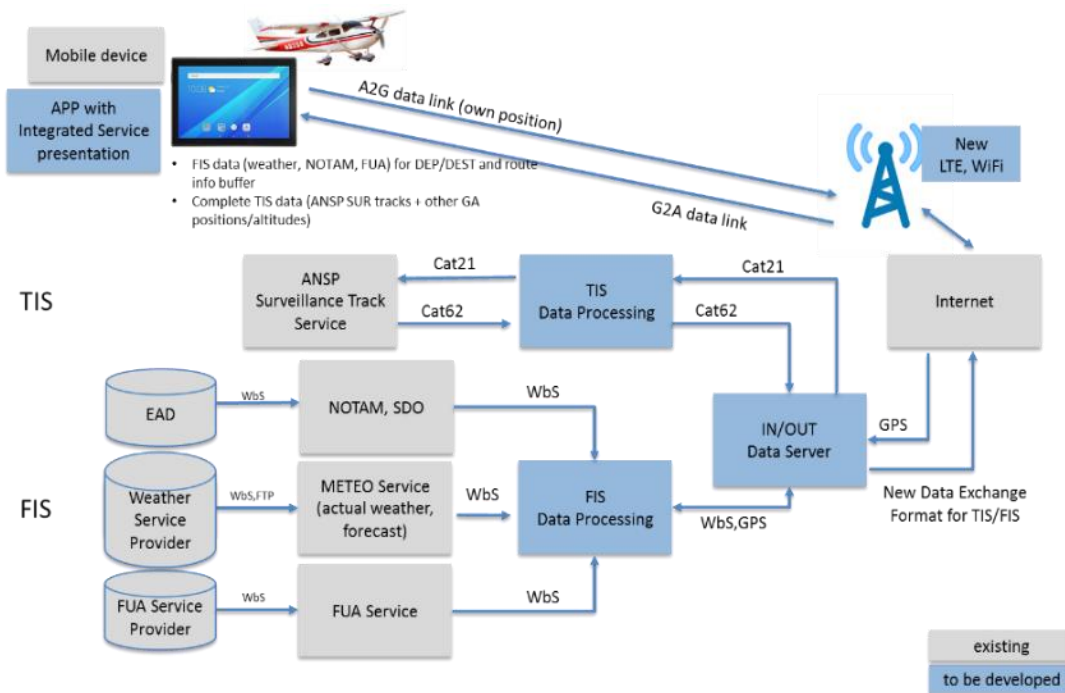 Mobile device
APP with
Integrated Service
presentation
A2G data link (own position)
New
LTE, WiFi
• FIS data (weather, NOTAM, FUA) for DEP/DEST and route
info buffer
• Complete TIS data (ANSP SUR tracks + other GA
positions/altitudes)
G2A data link
TIS
ANSP
Surveillance Track
Service
Cat21
Cat62
TIS
Data Processing
Cat21
Cat62
Internet
EAD
WbS
NOTAM, SDO
WbS
IN/OUT
Data Server
GPS
FIS
Weather
Service
Provider
WbS,FTP
METEO Service
(actual weather,
forecast)
WbS
FIS
Data Processing
WbS,GPS
New Data Exchange
Format for TIS/FIS
FUA Service
Provider
WbS
FUA Service
WbS
existing
to be developed